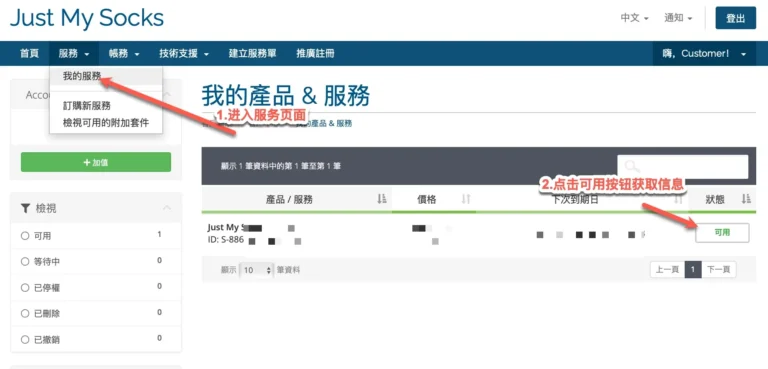 Just My Socks
中文
通知
登出
首頁
服務
帳務
技術支援
建立服務單
推廣註冊
嗨，Customer!
我的服務
訂購新服務
檢視可用的附加套件
Accou
加值
我的產品 & 服務
1.进入服务页面
產品 & 服務
顯示 1 筆資料中的第 1 筆至第 1 筆
2.点击可用按钮获取信息
產品 / 服務
價格
下次到期日
狀態
Just My S
ID: S-886
可用
顯示 10 筆資料
上一頁 1 下一頁
檢視
可用 1
等待中 0
已停權 0
已刪除 0
已撤銷 0